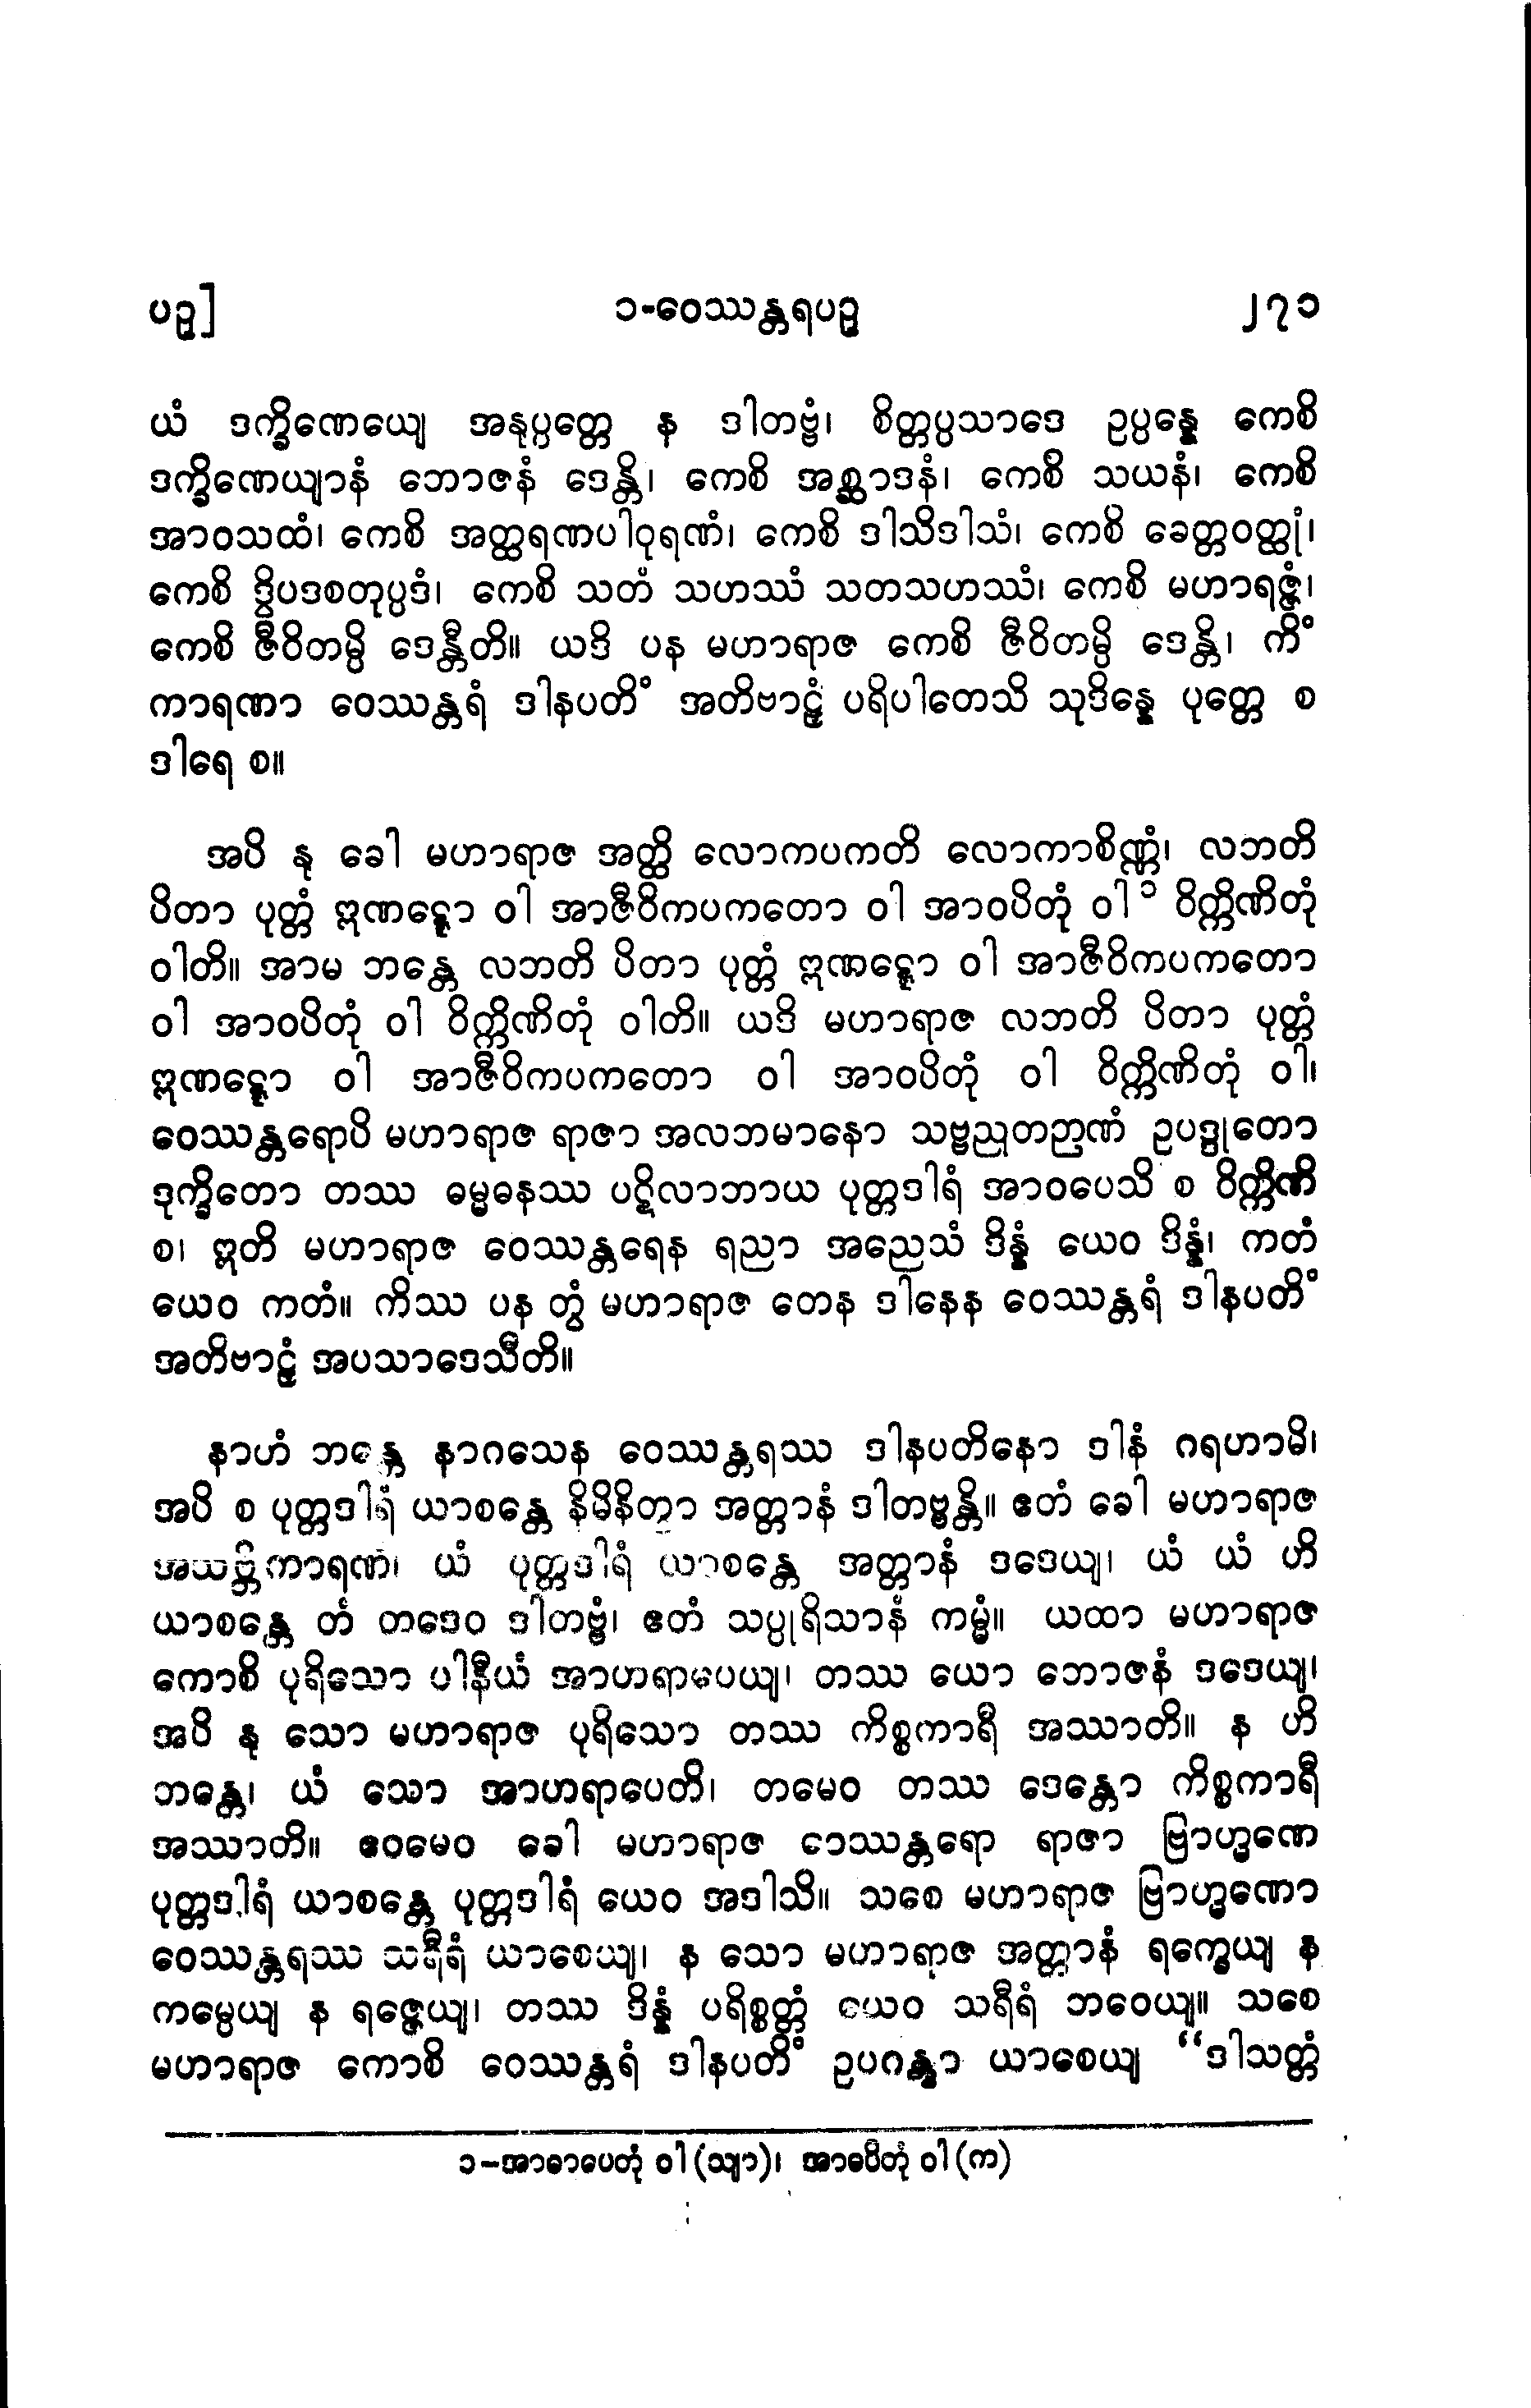 ပဥှ]
၁-ဝေဿန္တရပဥှ
၂၇၁
ယံ ဒက္ခိဏေယျေ အနုပ္ပတ္တေ န ဒါတဗ္ဗံ၊ စိတ္တပ္ပသာဒေ ဥပ္ပန္နေ ကေစိ
ဒက္ခိဏေယျာနံ ဘောဇနံ ဒေန္တိ၊ ကေစိ အစ္ဆာဒနံ၊ ကေစိ သယနံ၊ ကေစိ
အာဝသထံ၊ ကေစိ အတ္ထရဏပါဝုရဏံ၊ ကေစိ ဒါသိဒါသံ၊ ကေစိ ခေတ္တဝတ္ထုံ၊
ကေစိ ဒွိပဒစတုပ္ပဒံ၊ ကေစိ သတံ သဟဿံ သတသဟဿံ၊ ကေစိ မဟာရဇ္ဇံ၊
ကေစိ ဇီဝိတမ္ပိ ဒေန္တီတိ။ ယဒိ ပန မဟာရာဇ ကေစိ ဇီဝိတမ္ပိ ဒေန္တိ၊ ကိံ
ကာရဏာ ဝေဿန္တရံ ဒါနပတိံ အတိဗာဠှံ ပရိပါတေသိ သုဒိန္နေ ပုတ္တေ စ
ဒါရေ စ။
အပိ နု ခေါ မဟာရာဇ အတ္ထိ လောကပကတိ လောကာစိဏ္ဏံ၊ လဘတိ
ပိတာ ပုတ္တံ ဣဏဋ္ဋော ဝါ အာဇီဝိကပကတော ဝါ အာဝပိတုံ ဝါ ၁ ဝိက္ကိဏိတုံ
ဝါတိ။ အာမ ဘန္တေ လဘတိ ပိတာ ပုတ္တံ ဣဏဋ္ဋော ဝါ အာဇီဝိကပကတော
ဝါ အာဝပိတုံ ဝါ ဝိက္ကိဏိတုံ ဝါတိ။ ယဒိ မဟာရာဇ လဘတိ ပိတာ ပုတ္တံ
ဣဏဋ္ဋော ဝါ အာဇီဝိကပကတော ဝါ အာဝပိတုံ ဝါ ဝိက္ကိဏိတုံ ဝါ၊
ဝေဿန္တရောပိ မဟာရာဇ ရာဇာ အလဘမာနော သဗ္ဗညုတဉာဏံ ဥပဒ္ဒုတော
ဒုက္ခိတော တဿ ဓမ္မဓနဿ ပဋိလာဘာယ ပုတ္တဒါရံ အာဝပေသိ စ ဝိက္ကိဏိ
စ၊ ဣတိ မဟာရာဇ ဝေဿန္တရေန ရညာ အညေသံ ဒိန္နံ ယေဝ ဒိန္နံ၊ ကတံ
ယေဝ ကတံ။ ကိဿ ပန တွံ မဟာရာဇ တေန ဒါနေန ဝေဿန္တရံ ဒါနပတိံ
အတိဗာဠှံ အပသာဒေသီတိ။
နာဟံ ဘန္တေ နာဂသေန ဝေဿန္တရဿ ဒါနပတိနော ဒါနံ ဂရဟာမိ၊
အပိ စ ပုတ္တဒါရံ ယာစန္တေ နိမိနိတွာ အတ္တာနံ ဒါတဗ္ဗန္တိ။ ဧတံ ခေါ မဟာရာဇ
အသဗ္ဘိကာရဏံ၊ ယံ ပုတ္တဒါရံ ယာစန္တေ အတ္တာနံ ဒဒေယျ၊ ယံ ယံ ဟိ
ယာစန္တေ တံ တဒေဝ ဒါတဗ္ဗံ၊ ဧတံ သပ္ပုရိသာနံ ကမ္မံ။ ယထာ မဟာရာဇ
ကောစိ ပုရိသော ပါနီယံ အာဟရာပေယျ၊ တဿ ယော ဘောဇနံ ဒဒေယျ၊
အပိ နု သော မဟာရာဇ ပုရိသော တဿ ကိစ္စကာရီ အဿာတိ။ န ဟိ
ဘန္တေ၊ ယံ သော အာဟရာပေတိ၊ တမေဝ တဿ ဒေန္တော ကိစ္စကာရီ
အဿာတိ။ ဧဝမေဝ ခေါ မဟာရာဇ ဝေဿန္တရော ရာဇာ ဗြာဟ္မဏေ
ပုတ္တဒါရံ ယာစန္တေ ပုတ္တဒါရံ ယေဝ အဒါသိ။ သစေ မဟာရာဇ ဗြာဟ္မဏော
ဝေဿန္တရဿ သရီရံ ယာစေယျ၊ န သော မဟာရာဇ အတ္တာနံ ရက္ခေယျ န
ကမ္ပေယျ န ရဇ္ဇေယျ၊ တဿ ဒိန္နံ ပရိစ္စတ္တံ ယေဝ သရီရံ ဘဝေယျ။ သစေ
မဟာရာဇ ကောစိ ဝေဿန္တရံ ဒါနပတိံ ဥပဂန္တွာ ယာစေယျ “ဒါသတ္တံ
၁-အာဓာပေတုံ ဝါ (သျာ)၊ အာဓပိတုံ ဝါ (က)